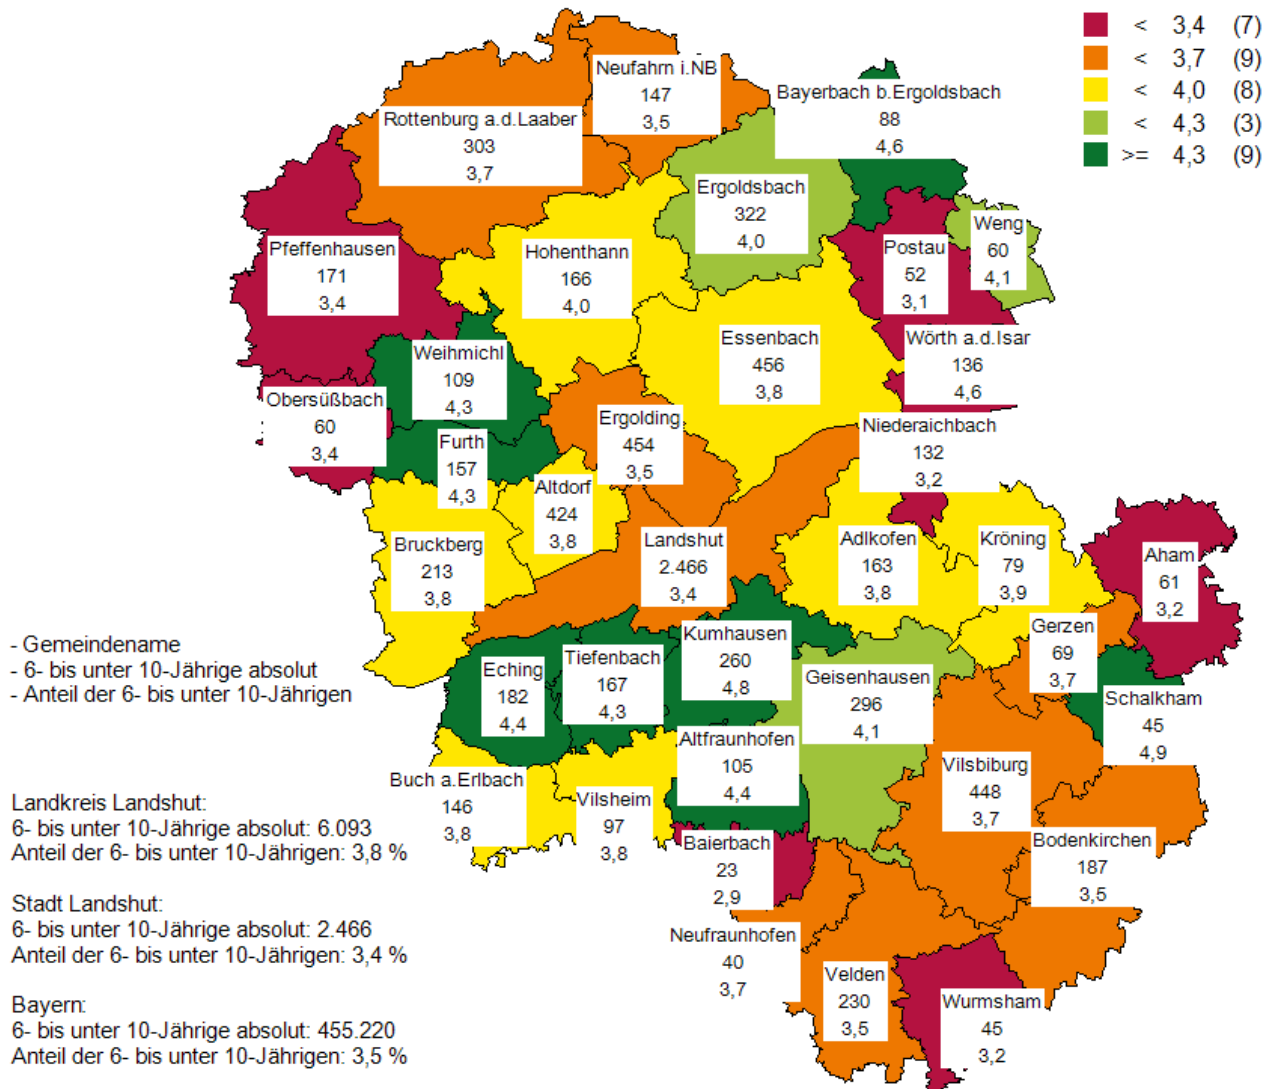 < 3,4 (7)
< 3,7 (9)
< 4,0 (8)
< 4,3 (3)
>= 4,3 (9)
Neufahrn i.NB
147
3,5
Bayerbach b.Ergoldsbach
88
4,6
Rottenburg a.d.Laaber
303
3,7
Ergoldsbach
322
4,0
Weng
60
4,1
Pfeffenhausen
171
3,4
Hohenthann
166
4,0
Postau
52
3,1
Essenbach
456
3,8
Wörth a.d.Isar
136
4,6
Weihmichl
109
4,3
Obersüßbach
60
3,4
Ergolding
454
3,5
Niederaichbach
132
3,2
Furth
157
4,3
Altdorf
424
3,8
Bruckberg
213
3,8
Landshut
2.466
3,4
Adlkofen
163
3,8
Kröning
79
3,9
Aham
61
3,2
- Gemeindename
- 6- bis unter 10-Jährige absolut
- Anteil der 6- bis unter 10-Jährigen
Kumhausen
260
4,8
Gerzen
69
3,7
Eching
182
4,4
Tiefenbach
167
4,3
Geisenhausen
296
4,1
Schalkham
45
4,9
Altfraunhofen
105
4,4
Vilsbiburg
448
3,7
Buch a.Erlbach
146
3,8
Vilsheim
97
3,8
Baierbach
23
2,9
Bodenkirchen
187
3,5
Neufraunhofen
40
3,7
Velden
230
3,5
Wurmsham
45
3,2
Landkreis Landshut:
6- bis unter 10-Jährige absolut: 6.093
Anteil der 6- bis unter 10-Jährigen: 3,8 %
Stadt Landshut:
6- bis unter 10-Jährige absolut: 2.466
Anteil der 6- bis unter 10-Jährigen: 3,4 %
Bayern:
6- bis unter 10-Jährige absolut: 455.220
Anteil der 6- bis unter 10-Jährigen: 3,5 %